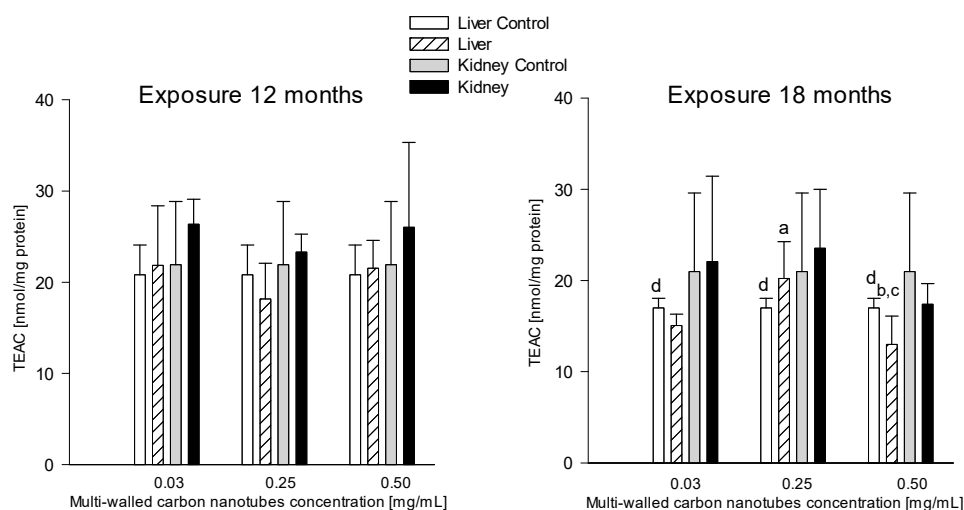 Liver Control
Liver
Kidney Control
Kidney
Exposure 12 months
40
30
20
10
0
TEAC [nmol/mg protein]
0.03 0.25 0.50
Multi-walled carbon nanotubes concentration [mg/mL]
Exposure 18 months
40
30
20
10
0
TEAC [nmol/mg protein]
d
d
a
d
b,c
0.03 0.25 0.50
Multi-walled carbon nanotubes concentration [mg/mL]